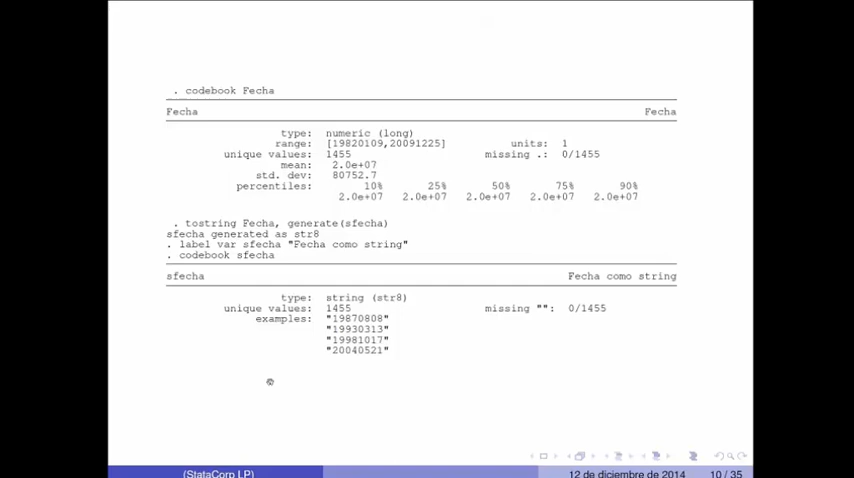 . codebook Fecha
Fecha Fecha
type: numeric (long)
range: [19820109,20091225] units: 1
unique values: 1455 missing .: 0/1455
mean: 2.0e+07
std. dev: 80752.7
percentiles: 10% 25% 50% 75% 90%
2.0e+07 2.0e+07 2.0e+07 2.0e+07 2.0e+07
. tostring Fecha, generate(sfecha)
sfecha generated as str8
. label var sfecha "Fecha como string"
. codebook sfecha
sfecha Fecha como string
type: string (str8)
unique values: 1455 missing "": 0/1455
examples: "19870808"
"19930313"
"19981017"
"20040521"
(StataCorp LP) 12 de diciembre de 2014 10 / 35